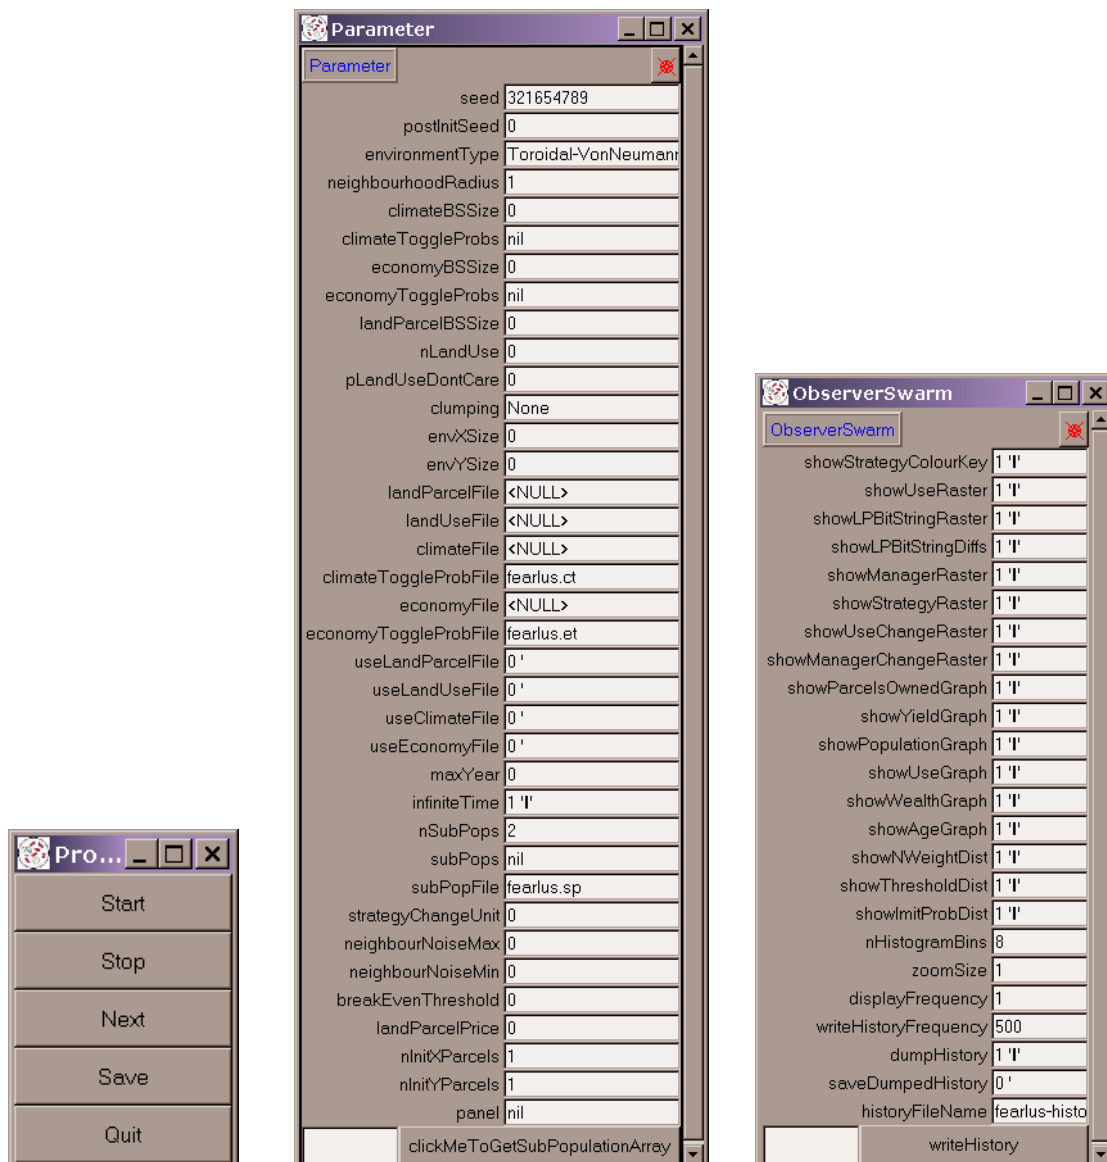 Parameter
Parameter
seed 321654789
postInitSeed 0
environmentType Toroidal-VonNeumann
neighbourhoodRadius 1
climateBSSize 0
climateToggleProbs nil
economyBSSize 0
economyToggleProbs nil
landParcelBSSize 0
nLandUse 0
pLandUseDontCare 0
clumping None
envXSize 0
envYSize 0
landParcelFile <NULL>
landUseFile <NULL>
climateFile <NULL>
climateToggleProbFile fearlus.ct
economyFile <NULL>
economyToggleProbFile fearlus.et
useLandParcelFile 0 '
useLandUseFile 0 '
useClimateFile 0 '
useEconomyFile 0 '
maxYear 0
infiniteTime 1 'l'
nSubPops 2
subPops nil
subPopFile fearlus.sp
strategyChangeUnit 0
neighbourNoiseMax 0
neighbourNoiseMin 0
breakEvenThreshold 0
landParcelPrice 0
nInitXParcels 1
nInitYParcels 1
panel nil
clickMeToGetSubPopulationArray
ObserverSwarm
ObserverSwarm
showStrategyColourKey 1 'l'
showUseRaster 1 'l'
showLPBitStringRaster 1 'l'
showLPBitStringDiffs 1 'l'
showManagerRaster 1 'l'
showStrategyRaster 1 'l'
showUseChangeRaster 1 'l'
showManagerChangeRaster 1 'l'
showParcelsOwnedGraph 1 'l'
showYieldGraph 1 'l'
showPopulationGraph 1 'l'
showUseGraph 1 'l'
showWealthGraph 1 'l'
showAgeGraph 1 'l'
showNWeightDist 1 'l'
showThresholdDist 1 'l'
showImitProbDist 1 'l'
nHistogramBins 8
zoomSize 1
displayFrequency 1
writeHistoryFrequency 500
dumpHistory 1 'l'
saveDumpedHistory 0 '
historyFileName fearlus-histo
writeHistory
Pro...
Start
Stop
Next
Save
Quit